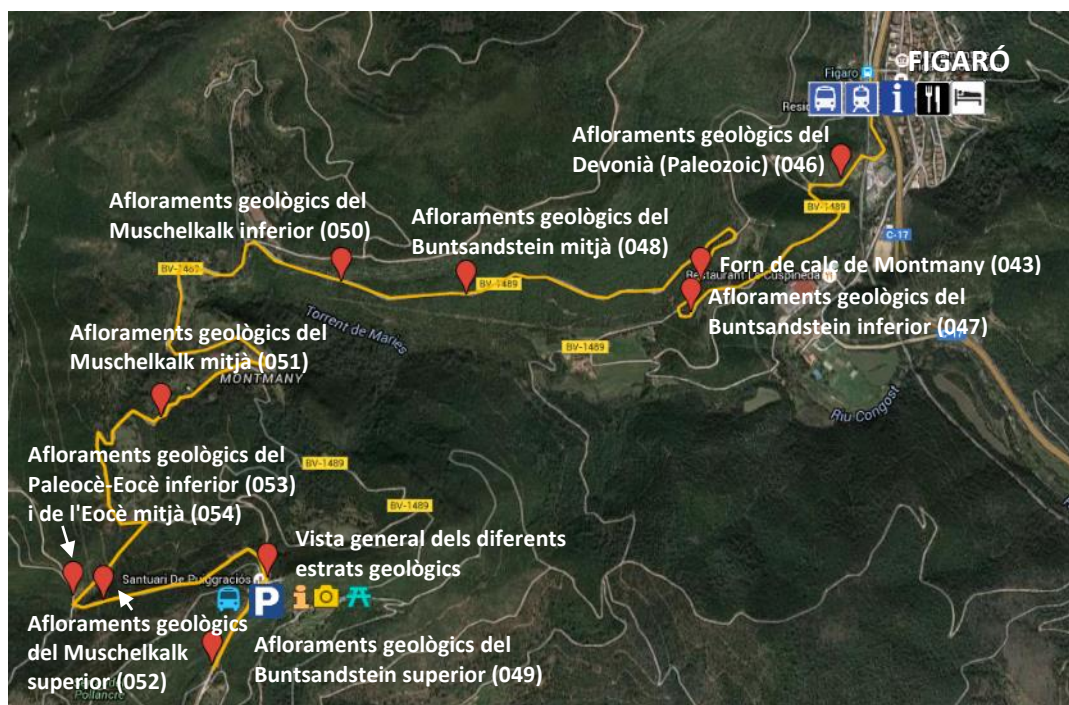 FIGARÓ
Figaro
Afloraments geològics del
Devonià (Paleozoic) (046)
BV-1489
C-17
Afloraments geològics del
Muschelkalk inferior (050)
Afloraments geològics del
Buntsandstein mitjà (048)
Forn de calç de Montmany (043)
Restaurant La Cuspineda
BV-1489
Afloraments geològics del
Buntsandstein inferior (047)
C-17
Torrent de Marles
BV-1489
Afloraments geològics del
Muschelkalk mitjà (051)
MONTMANY
Riu Congost
Afloraments geològics del
Paleocè-Eocè inferior (053)
i de l'Eocè mitjà (054)
BV-1489
BV-1489
Vista general dels diferents
estrats geològics
Santuari De Puiggraciós
P
Afloraments geològics
del Muschelkalk
superior (052)
Afloraments geològics del
Buntsandstein superior (049)